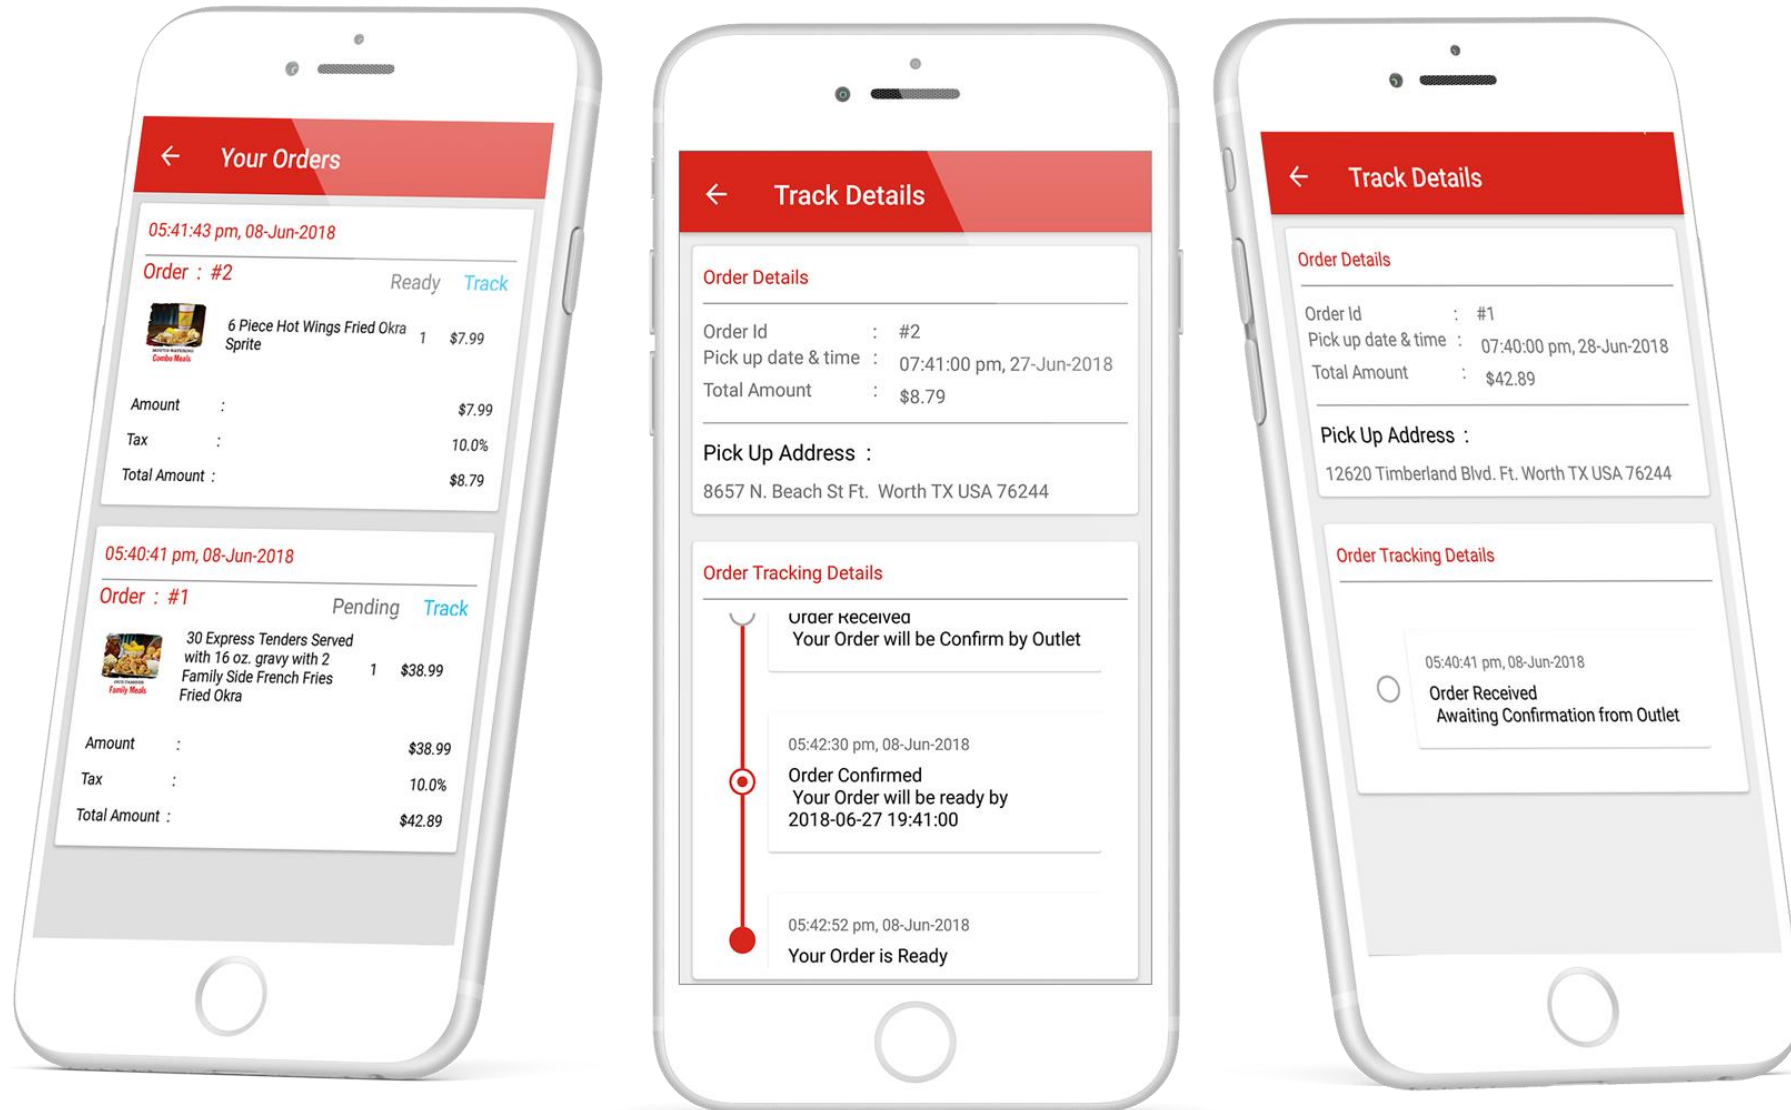 Your Orders
05:41:43 pm, 08-Jun-2018
Order : #2 Ready Track
6 Piece Hot Wings Fried Okra
Sprite
1 $7.99
Combo Meals
Amount : $7.99
Tax : 10.0%
Total Amount : $8.79
05:40:41 pm, 08-Jun-2018
Order : #1 Pending Track
30 Express Tenders Served
with 16 oz. gravy with 2
Family Side French Fries
Fried Okra
1 $38.99
Family Meals
Amount : $38.99
Tax : 10.0%
Total Amount : $42.89
Track Details
Order Details
Order Id : #2
Pick up date & time : 07:41:00 pm, 27-Jun-2018
Total Amount : $8.79
Pick Up Address :
8657 N. Beach St Ft. Worth TX USA 76244
Order Tracking Details
Order Received
Your Order will be Confirm by Outlet
05:42:30 pm, 08-Jun-2018
Order Confirmed
Your Order will be ready by
2018-06-27 19:41:00
05:42:52 pm, 08-Jun-2018
Your Order is Ready
Track Details
Order Details
Order Id : #1
Pick up date & time : 07:40:00 pm, 28-Jun-2018
Total Amount : $42.89
Pick Up Address :
12620 Timberland Blvd. Ft. Worth TX USA 76244
Order Tracking Details
05:40:41 pm, 08-Jun-2018
Order Received
Awaiting Confirmation from Outlet